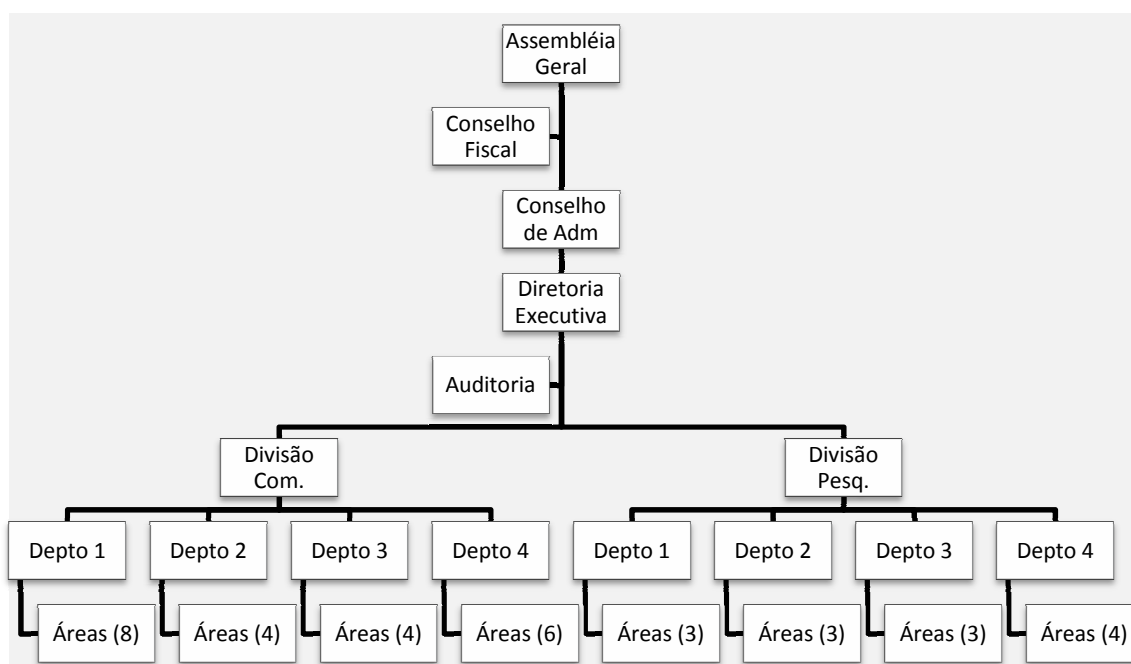 Assembléia
Geral
Conselho
Fiscal
Conselho
de Adm
Diretoria
Executiva
Auditoria
Divisão
Com.
Divisão
Pesq.
Depto 1
Depto 2
Depto 3
Depto 4
Depto 1
Depto 2
Depto 3
Depto 4
Áreas (8)
Áreas (4)
Áreas (4)
Áreas (6)
Áreas (3)
Áreas (3)
Áreas (3)
Áreas (4)